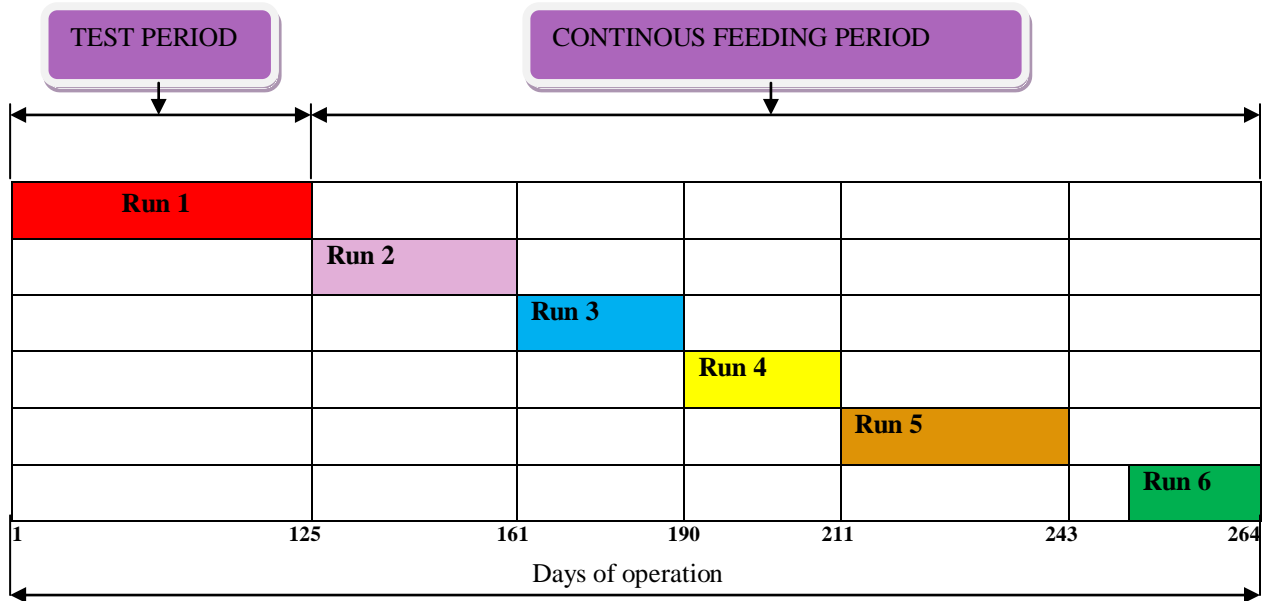 TEST PERIOD
CONTINOUS FEEDING PERIOD
Run 1
Run 2
Run 3
Run 4
Run 5
Run 6
1 125 161 190 211 243 264
Days of operation